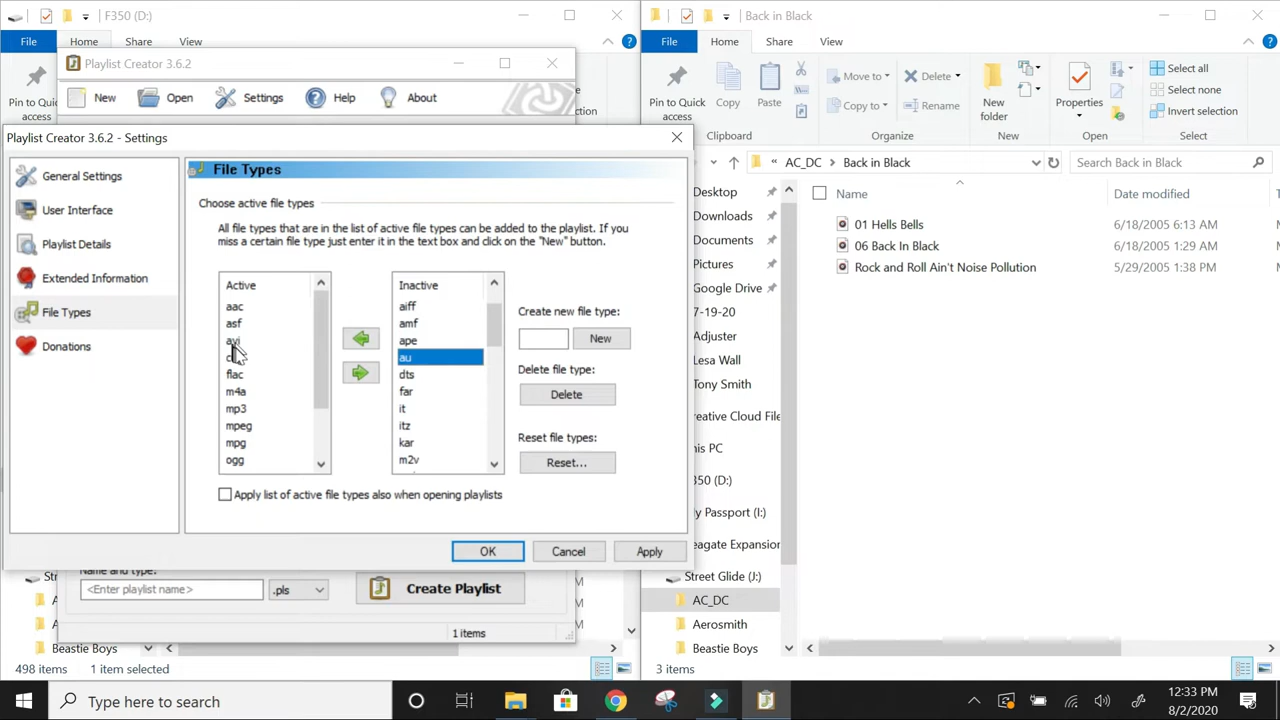 F350 (D:)
File
Home
Share
View
Pin to Quick
access
Playlist Creator 3.6.2
New
Open
Settings
Help
About
Playlist Creator 3.6.2 - Settings
General Settings
User Interface
Playlist Details
Extended Information
File Types
Donations
File Types
Choose active file types
All file types that are in the list of active file types can be added to the playlist. If you
miss a certain file type just enter it in the text box and click on the "New" button.
Active
aac
asf
avi
flac
m4a
mp3
mpeg
mpg
ogg
Inactive
aiff
amf
ape
au
dts
far
it
itz
kar
m2v
Create new file type:
New
Delete file type:
Delete
Reset file types:
Reset...
Apply list of active file types also when opening playlists
OK
Cancel
Apply
Name and type:
<Enter playlist name>
.pls
Create Playlist
1 items
Beastie Boys
498 items
1 item selected
Back in Black
File
Home
Share
View
Pin to Quick
access
Copy
Paste
Clipboard
Move to
Copy to
Delete
Rename
Organize
New
folder
New
Properties
Open
Select all
Select none
Invert selection
Select
« AC_DC > Back in Black
Search Back in Black
Name
Date modified
01 Hells Bells
6/18/2005 6:13 AM
06 Back In Black
6/18/2005 1:29 AM
Rock and Roll Ain't Noise Pollution
5/29/2005 1:38 PM
Desktop
Downloads
Documents
Pictures
Google Drive
7-19-20
Adjuster
Lesa Wall
Tony Smith
reative Cloud File
his PC
350 (D:)
y Passport (I:)
eagate Expansion
Street Glide (J:)
AC_DC
Aerosmith
Beastie Boys
3 items
Type here to search
12:33 PM
8/2/2020